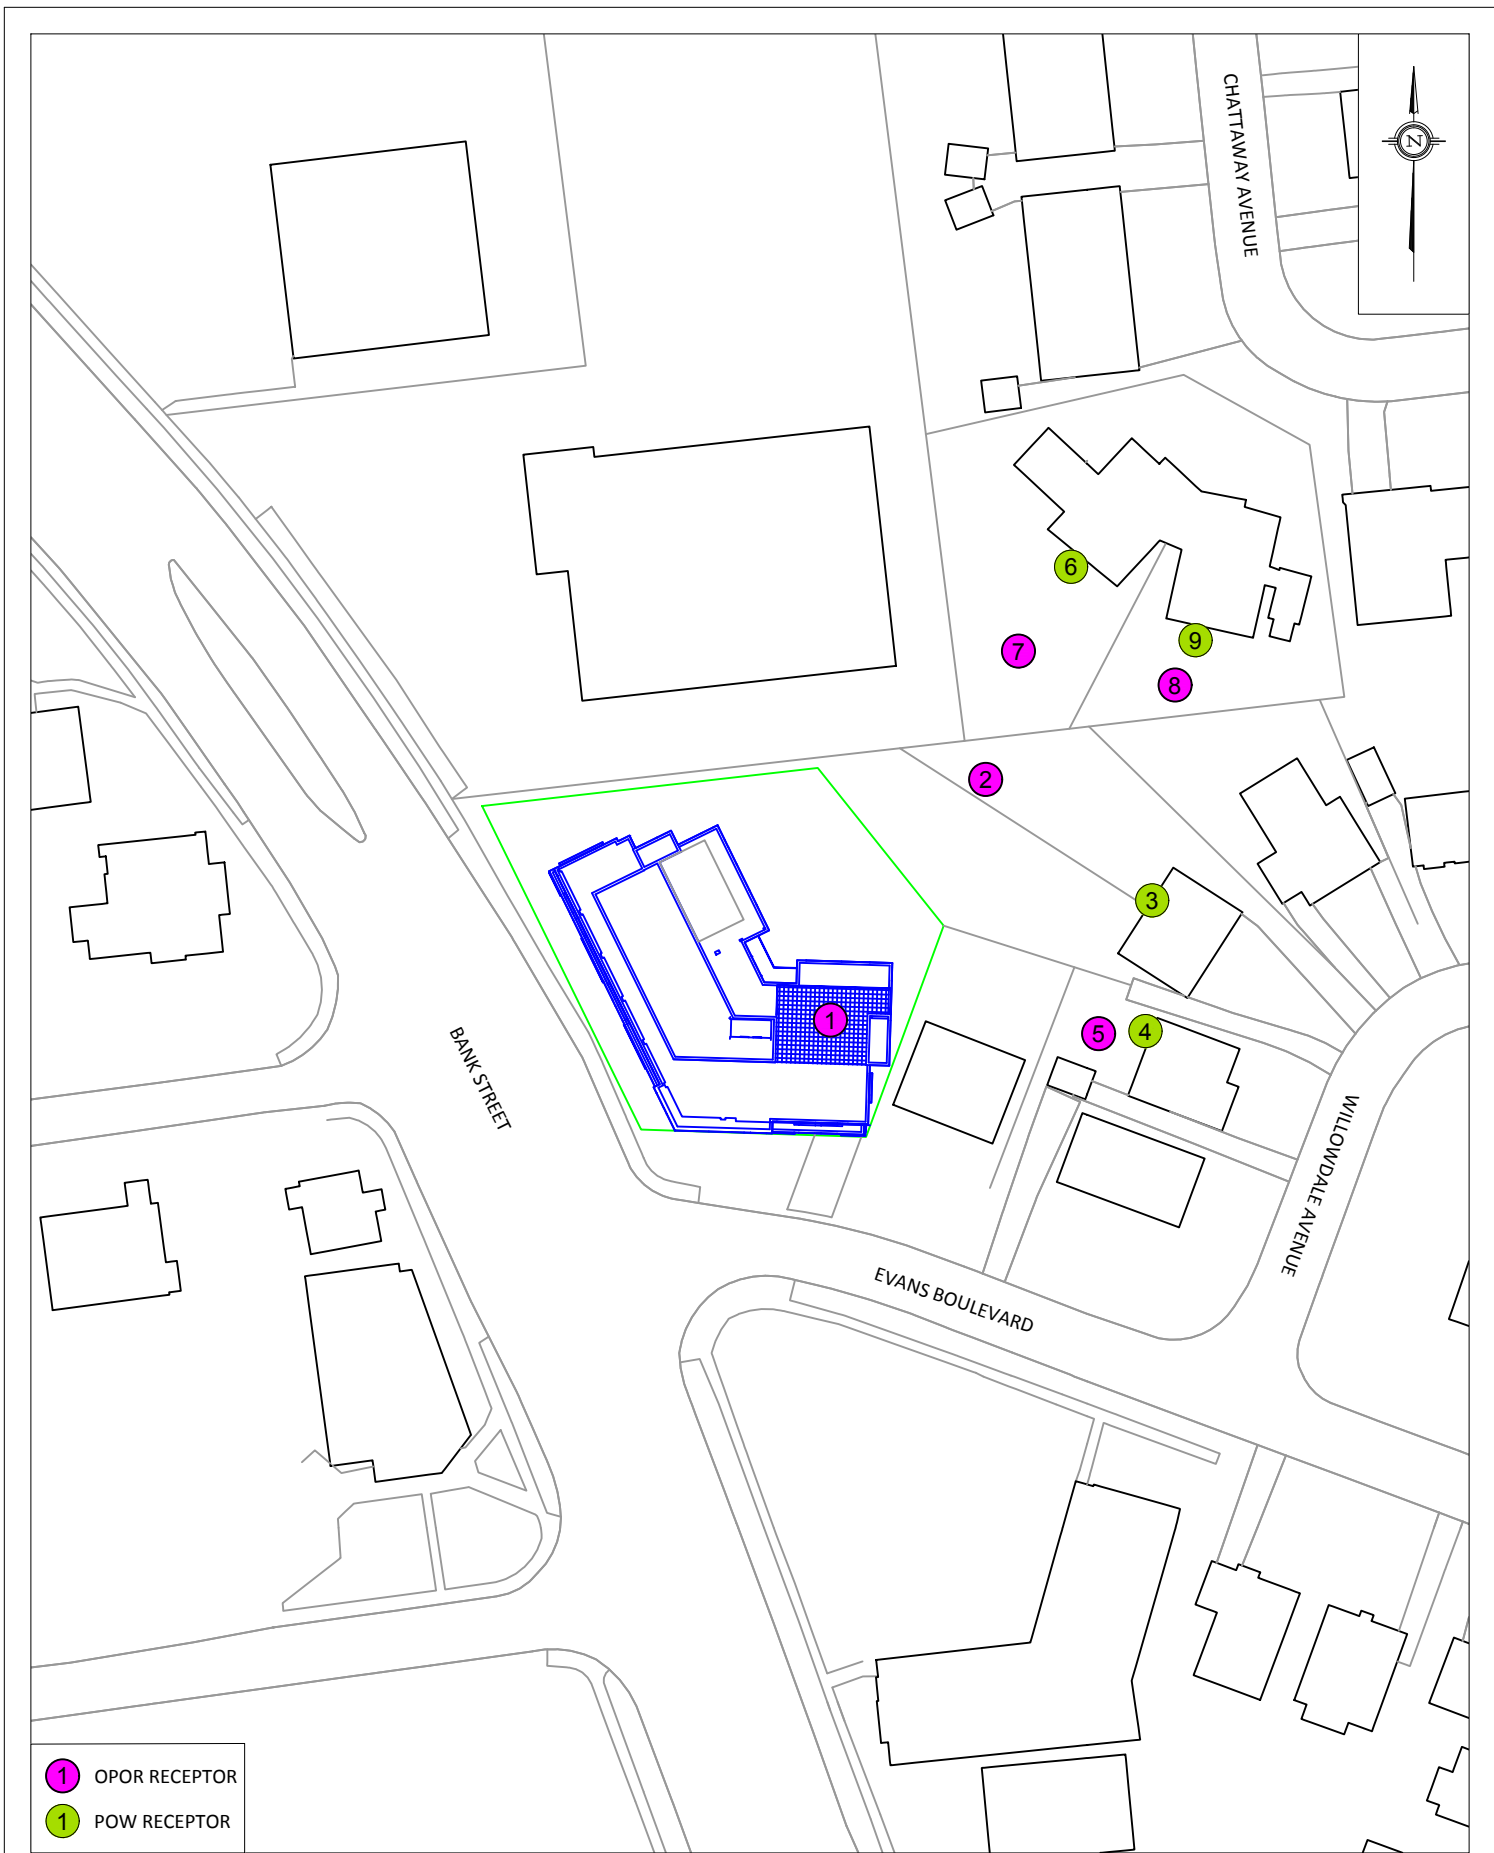 CHATTAWAY AVENUE
N
6
9
7
8
2
3
1
5
4
BANK STREET
WILLOWDALE AVENUE
EVANS BOULEVARD
1 OPOR RECEPTOR
1 POW RECEPTOR